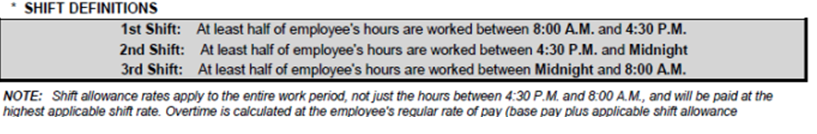 * SHIFT DEFINITIONS
1st Shift: At least half of employee's hours are worked between 8:00 A.M. and 4:30 P.M.
2nd Shift: At least half of employee's hours are worked between 4:30 P.M. and Midnight
3rd Shift: At least half of employee's hours are worked between Midnight and 8:00 A.M.
NOTE: Shift allowance rates apply to the entire work period, not just the hours between 4:30 P.M. and 8:00 A.M., and will be paid at the
highest applicable shift rate. Overtime is calculated at the employee's regular rate of pay (base pay plus applicable shift allowance